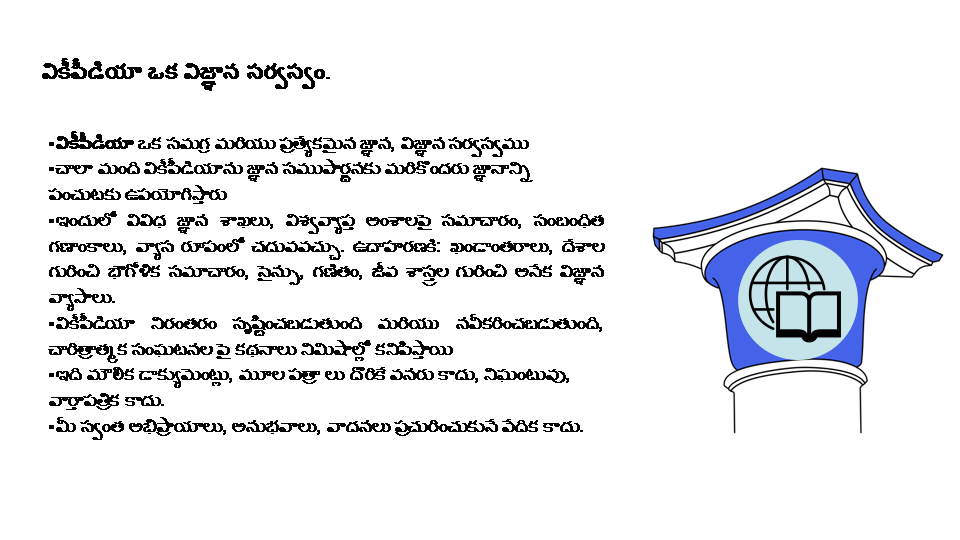 వికీపీడియా ఒక విజ్ఞాన సర్వస్వం.
▪వికీపీడియా ఒక సమగ్ర మరియు ప్రత్యేకమైన జ్ఞాన, విజ్ఞాన సర్వస్వము
▪చాలా మంది వికీపీడియాను జ్ఞాన సముపార్జనకు మరికొందరు జ్ఞానాన్ని
పంచుటకు ఉపయోగిస్తారు
▪ఇందులో వివిధ జ్ఞాన శాఖలు, విశ్వవ్యాప్త అంశాలపై సమాచారం, సంబంధిత
గణాంకాలు, వ్యాస రూపంలో చదువవచ్చు. ఉదాహరణకి: ఖండాంతరాలు, దేశాల
గురించి భౌగోళిక సమాచారం, సైన్సు, గణితం, జీవ శాస్త్రల గురించి అనేక విజ్ఞాన
వ్యాసాలు.
▪వికీపీడియా నిరంతరం సృష్టించబడుతుంది మరియు నవీకరించబడుతుంది,
చారిత్రాత్మక సంఘటనల పై కథనాలు నిమిషాల్లో కనిపిస్తాయి
▪ఇది మౌలిక డాక్యుమెంట్లు, మూల పత్రా లు దొరికే వనరు కాదు, నిఘంటువు,
వార్తాపత్రిక కాదు.
▪మీ స్వంత అభిప్రాయాలు, అనుభవాలు, వాదనలు ప్రచురించుకునే వేదిక కాదు.